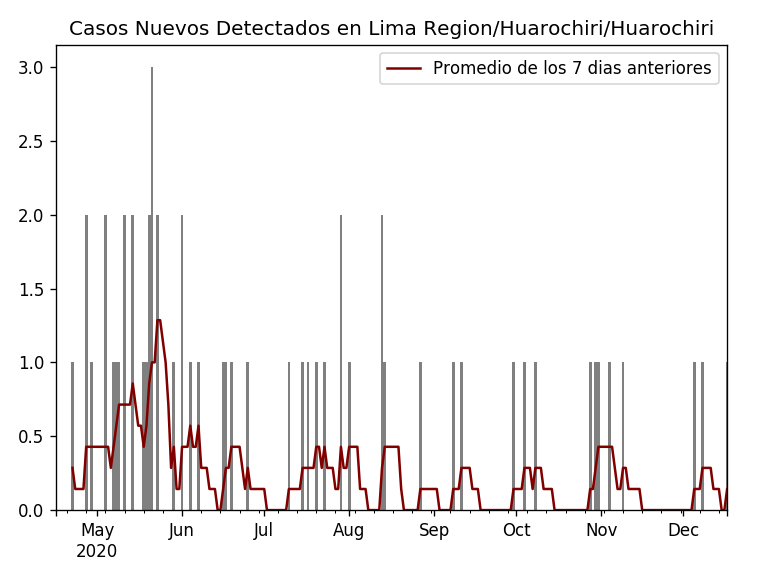 Casos Nuevos Detectados en Lima Region/Huarochiri/Huarochiri
Promedio de los 7 dias anteriores
3.0
2.5
2.0
1.5
1.0
0.5
0.0
May Jun Jul Aug Sep Oct Nov Dec
2020